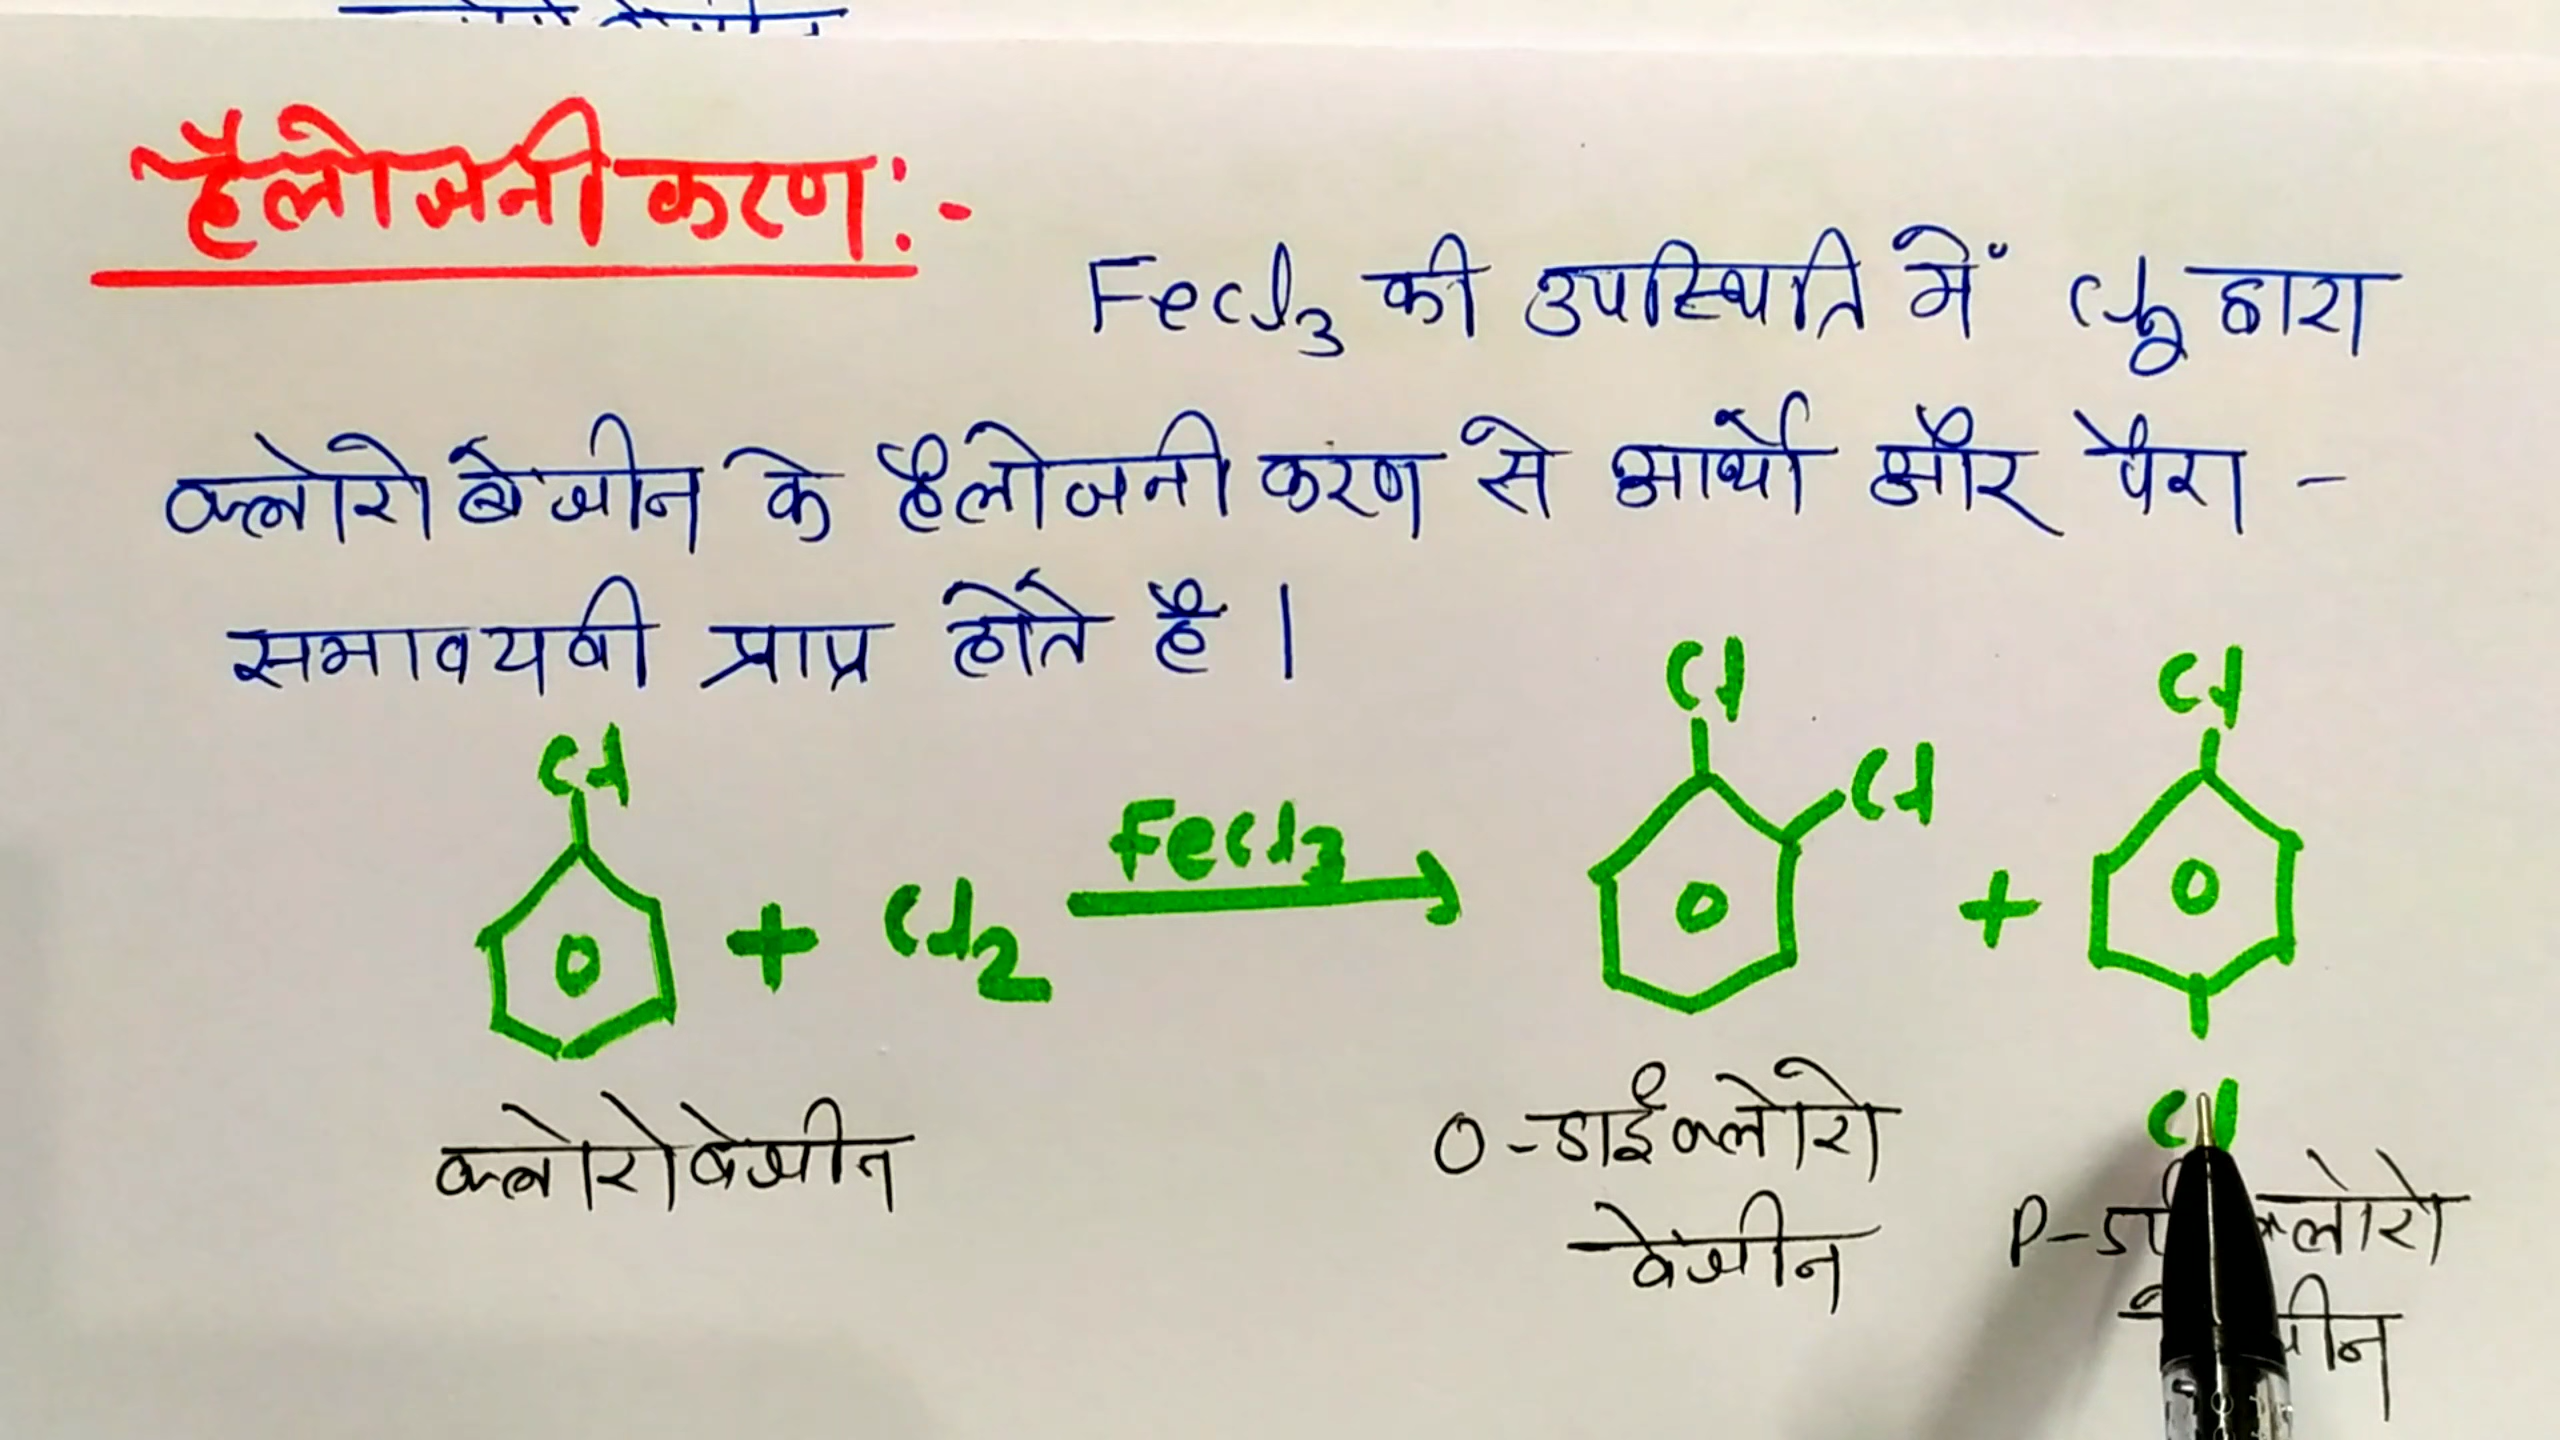 हैलोजनीकरण:-
FeCl3 की उपस्थिति में Cl2 द्वारा
क्लोरोबेंजीन के हैलोजनीकरण से आर्थो और पैरा -
समावयवी प्राप्त होते है ।
Cl Cl Cl
Cl
+ Cl2 FeCl3 +
Cl
क्लोरोबेंजीन O-डाईक्लोरो
बेंजीन